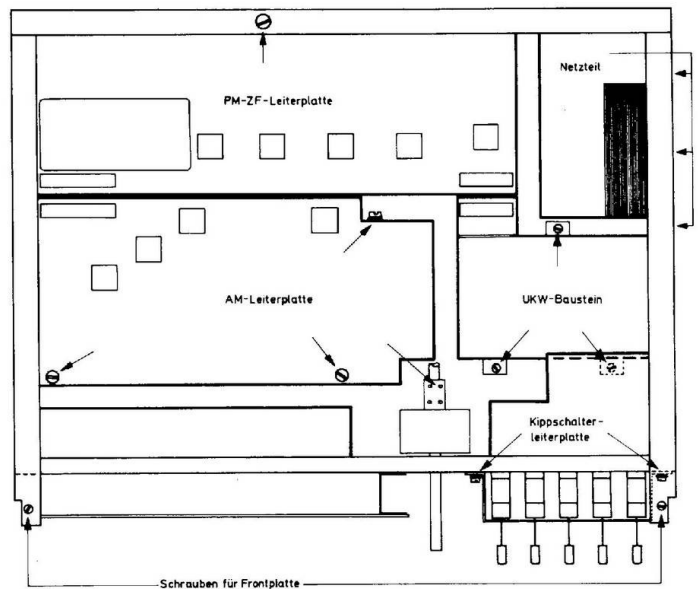 Netzteil
PM-ZF-Leiterplatte
AM-Leiterplatte
UKW-Baustein
Kippschalter-
leiterplatte
Schrauben für Frontplatte